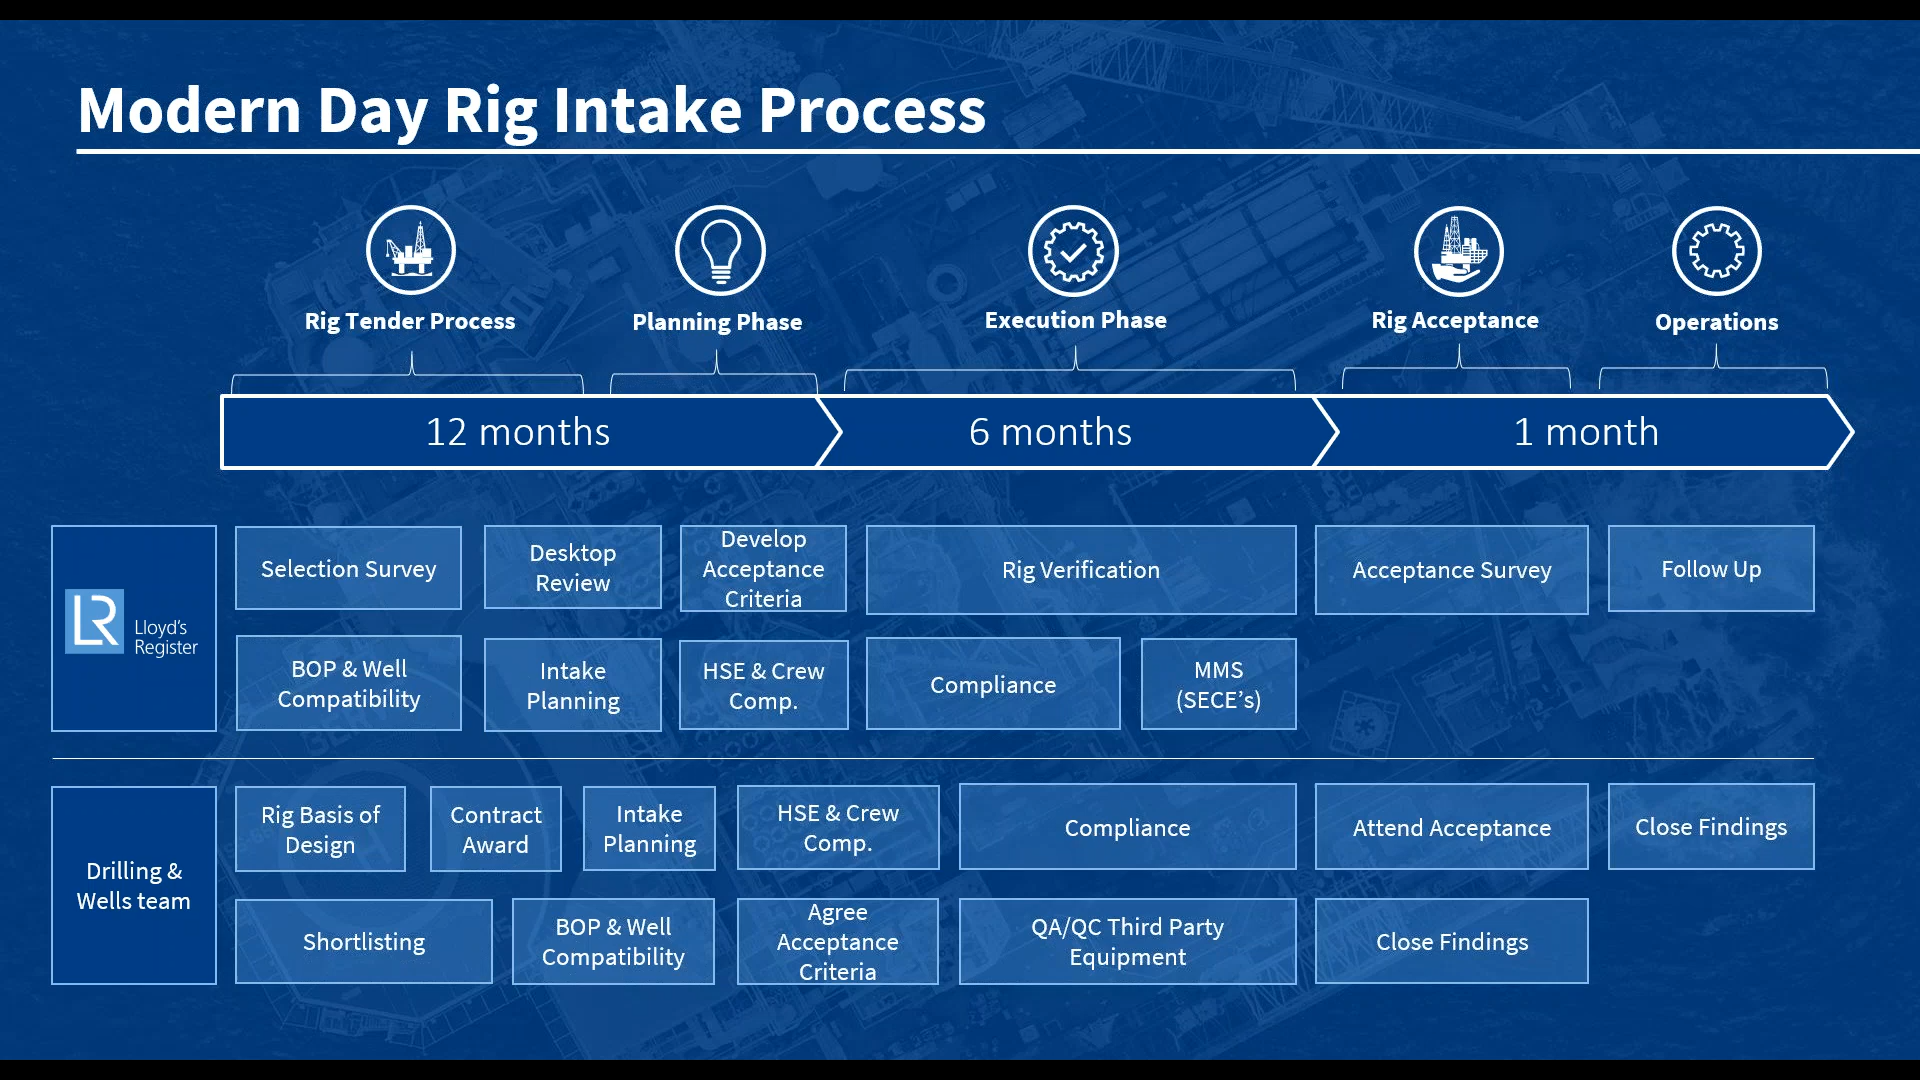 Modern Day Rig Intake Process
Rig Tender Process
Planning Phase
Execution Phase
Rig Acceptance
Operations
12 months
6 months
1 month
LR
Lloyd's
Register
Selection Survey
Desktop
Review
Develop
Acceptance
Criteria
Rig Verification
Acceptance Survey
Follow Up
BOP & Well
Compatibility
Intake
Planning
HSE & Crew
Comp.
Compliance
MMS
(SECE's)
Drilling &
Wells team
Rig Basis of
Design
Contract
Award
Intake
Planning
HSE & Crew
Comp.
Compliance
Attend Acceptance
Close Findings
Shortlisting
BOP & Well
Compatibility
Agree
Acceptance
Criteria
QA/QC Third Party
Equipment
Close Findings